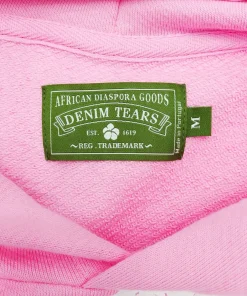 AFRICAN DIASPORA GOODS
DENIM TEARS
EST. 1619
~REG. TRADEMARK~
Made in Portugal
M